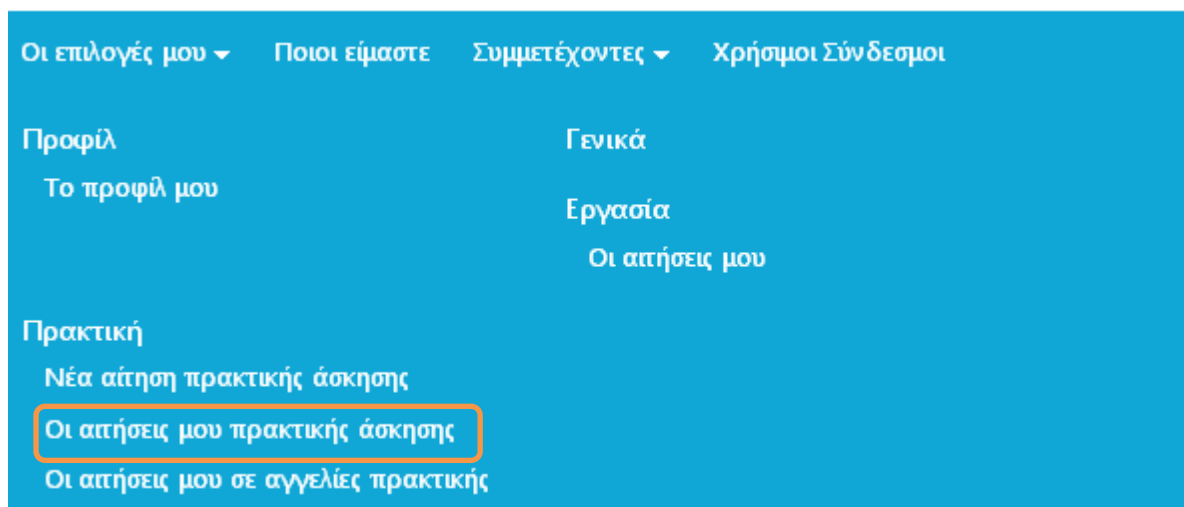 Οι επιλογές μου Ποιοι είμαστε Συμμετέχοντες Χρήσιμοι Σύνδεσμοι
Προφίλ
Το προφίλ μου
Γενικά
Εργασία
Οι αιτήσεις μου
Πρακτική
Νέα αίτηση πρακτικής άσκησης
Οι αιτήσεις μου πρακτικής άσκησης
Οι αιτήσεις μου σε αγγελίες πρακτικής